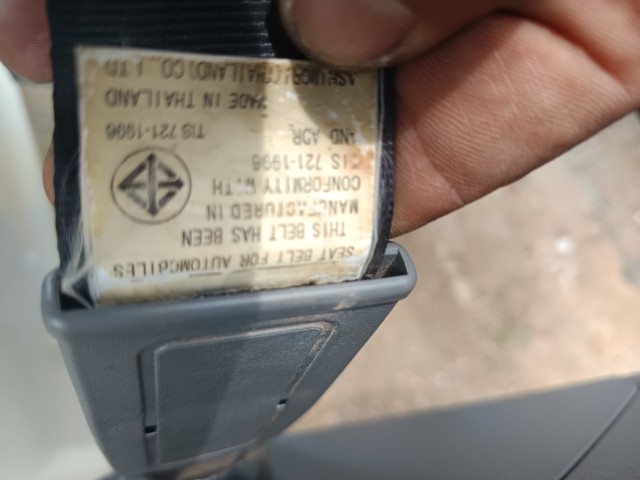 SEAT BELT FOR AUTOMOBILES
THIS BELT HAS BEEN
MANUFACTURED IN
CONFORMITY WITH
TIS 721-1996
AND ADR
TIS 721-1996
MADE IN THAILAND
(THAILAND) CO., LTD